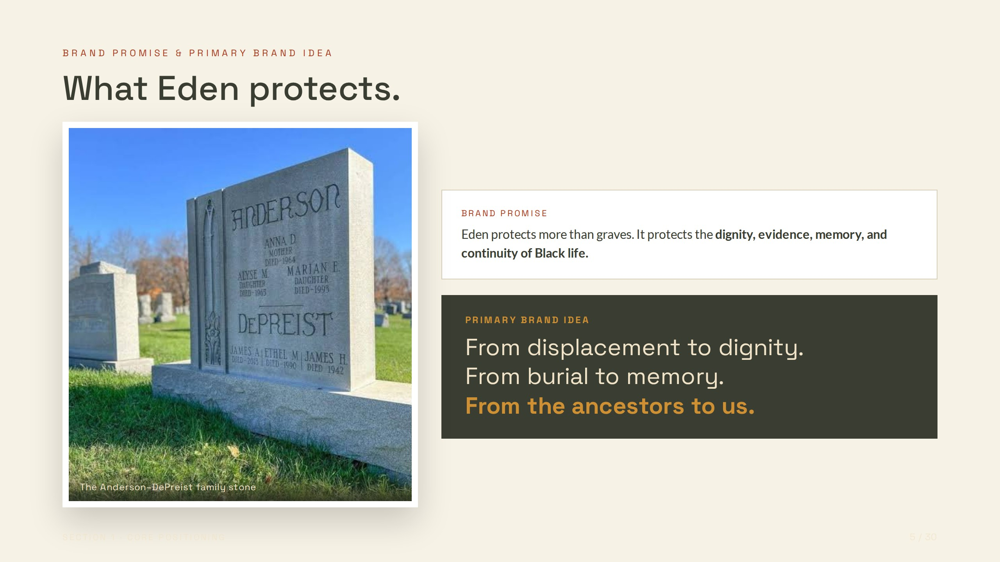 BRAND PROMISE & PRIMARY BRAND IDEA
What Eden protects.
ANDERSON
ANNA D.
MOTHER
DIED-1964
ALYSE M.
DAUGHTER
DIED-1963
MARIAN E.
DAUGHTER
DIED-1993
DEPREIST
JAMES A.
DIED-2013
ETHEL M.
DIED-1990
JAMES H.
DIED 1942
The Anderson–DePreist family stone
BRAND PROMISE
Eden protects more than graves. It protects the dignity, evidence, memory, and
continuity of Black life.
PRIMARY BRAND IDEA
From displacement to dignity.
From burial to memory.
From the ancestors to us.
SECTION 1 · CORE POSITIONING
5 / 30